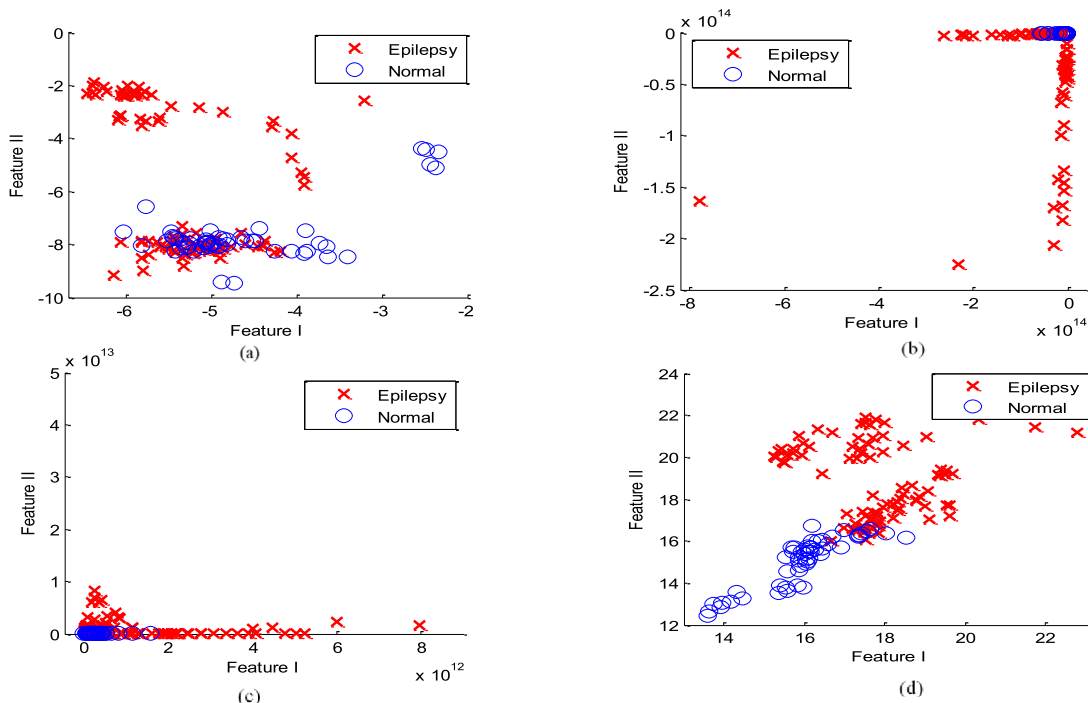 0
-2
-4
-6
-8
-10
Feature II
Epilepsy
Normal
-6 -5 -4 -3 -2
Feature I
(a)
x 10^-14
0
-0.5
-1
-1.5
-2
-2.5
Feature II
Epilepsy
Normal
-8 -6 -4 -2 0
Feature I
x 10^-14
(b)
x 10^13
5
4
3
2
1
0
Feature II
Epilepsy
Normal
0 2 4 6 8
Feature I
x 10^12
(c)
24
22
20
18
16
14
12
Feature II
Epilepsy
Normal
14 16 18 20 22
Feature I
(d)